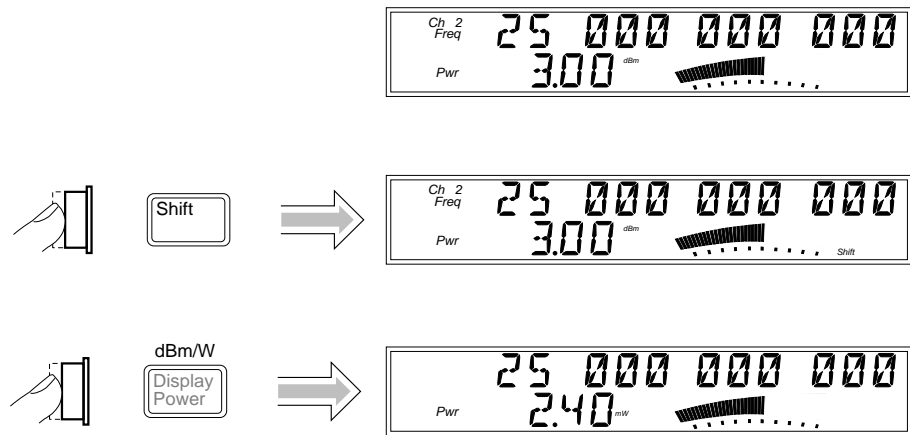 Ch 2
Freq
25 000 000 000
Pwr
3.00 dBm
Shift
Ch 2
Freq
25 000 000 000
Pwr
3.00 dBm
Shift
dBm/W
Display
Power
25 000 000 000
Pwr
2.40 mW